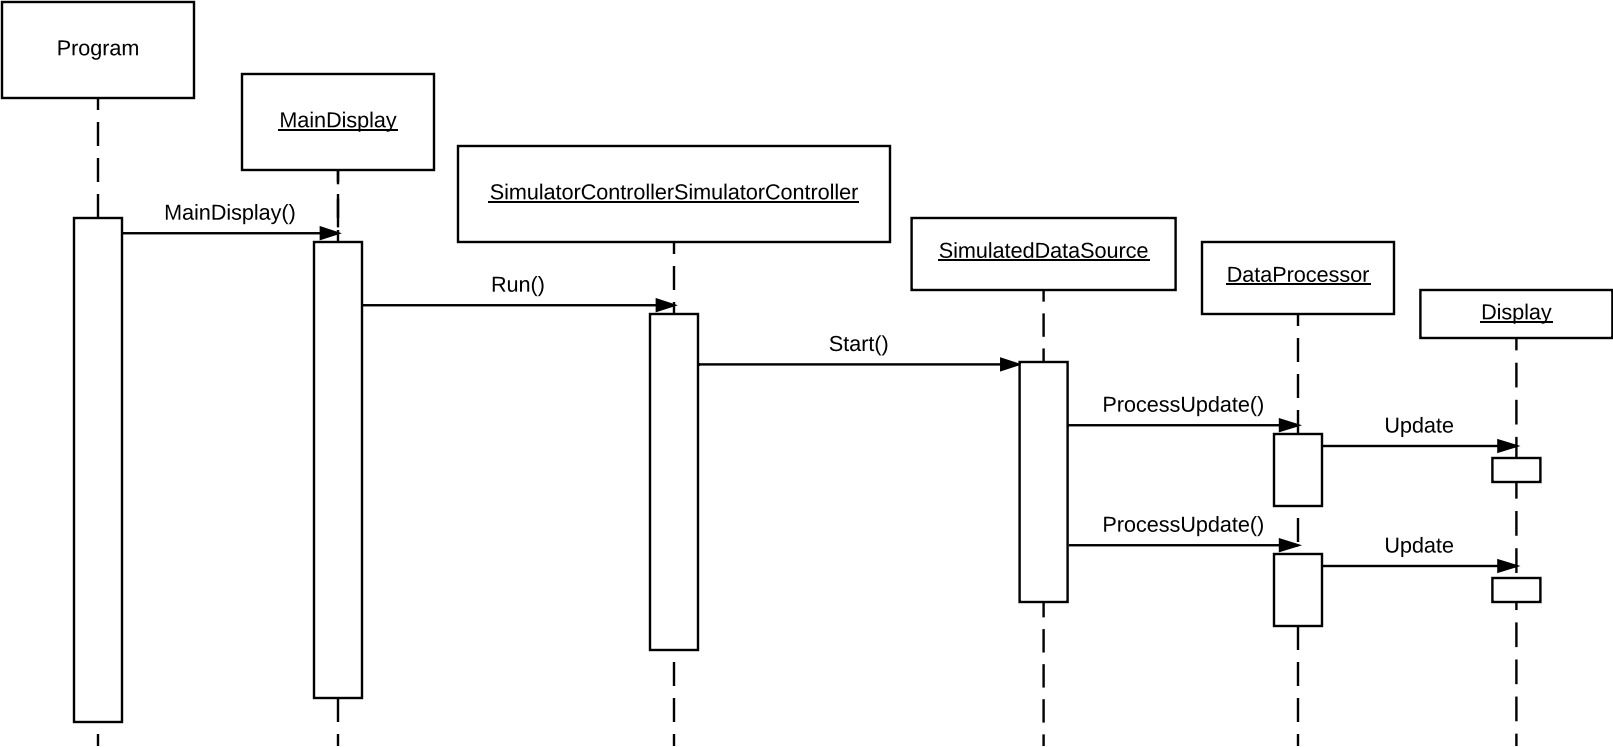 Program
MainDisplay
SimulatorControllerSimulatorController
MainDisplay()
SimulatedDataSource
DataProcessor
Run()
Display
Start()
ProcessUpdate()
Update
ProcessUpdate()
Update